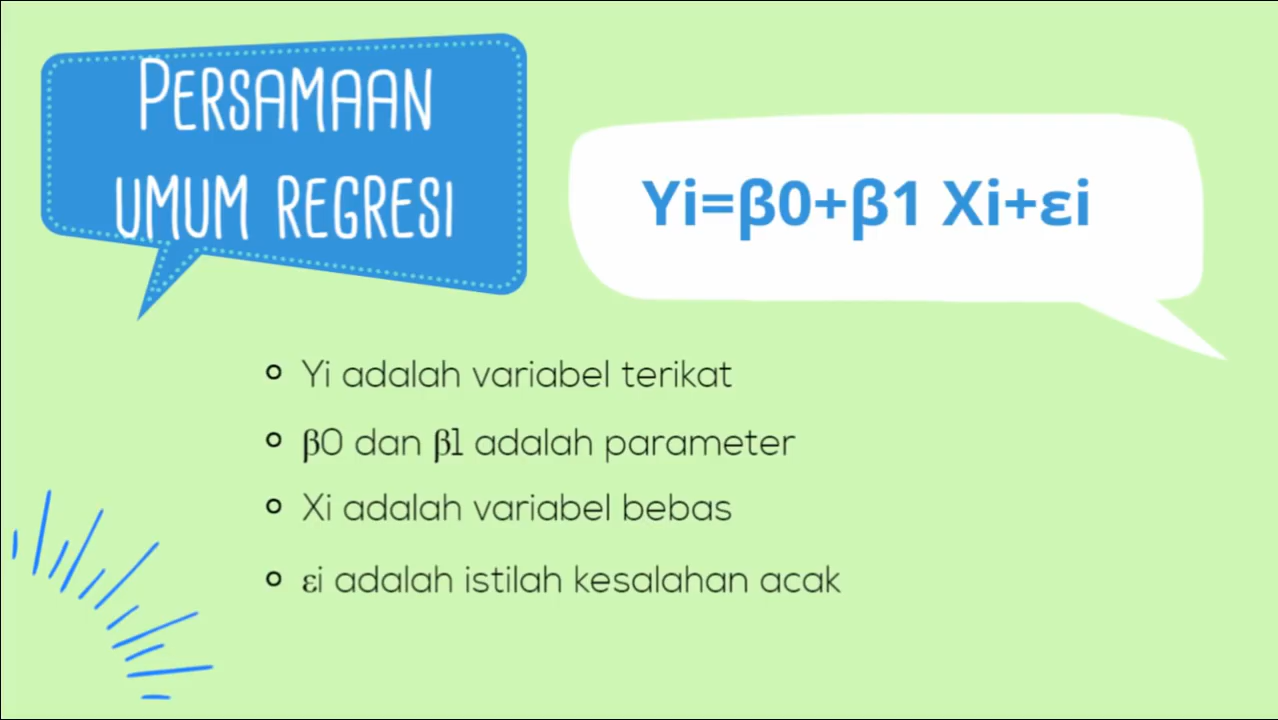 PERSAMAAN
UMUM REGRESI
Yi=β0+β1 Xi+εi
Yi adalah variabel terikat
β0 dan β1 adalah parameter
Xi adalah variabel bebas
εi adalah istilah kesalahan acak